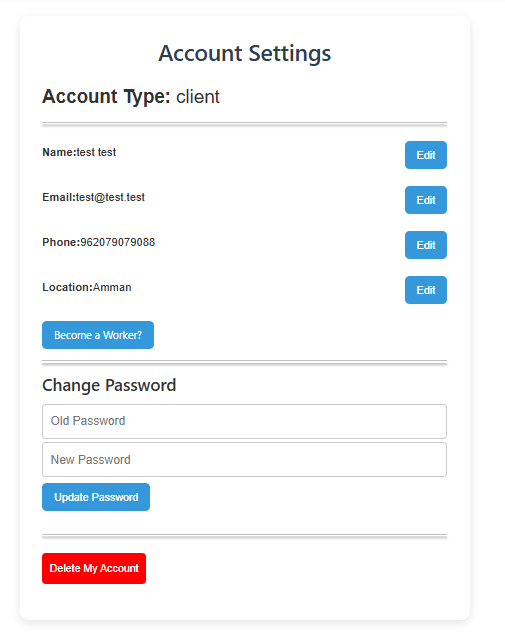 Account Settings
Account Type: client
Name:test test
Edit
Email:test@test.test
Edit
Phone:962079079088
Edit
Location:Amman
Edit
Become a Worker?
Change Password
Old Password
New Password
Update Password
Delete My Account